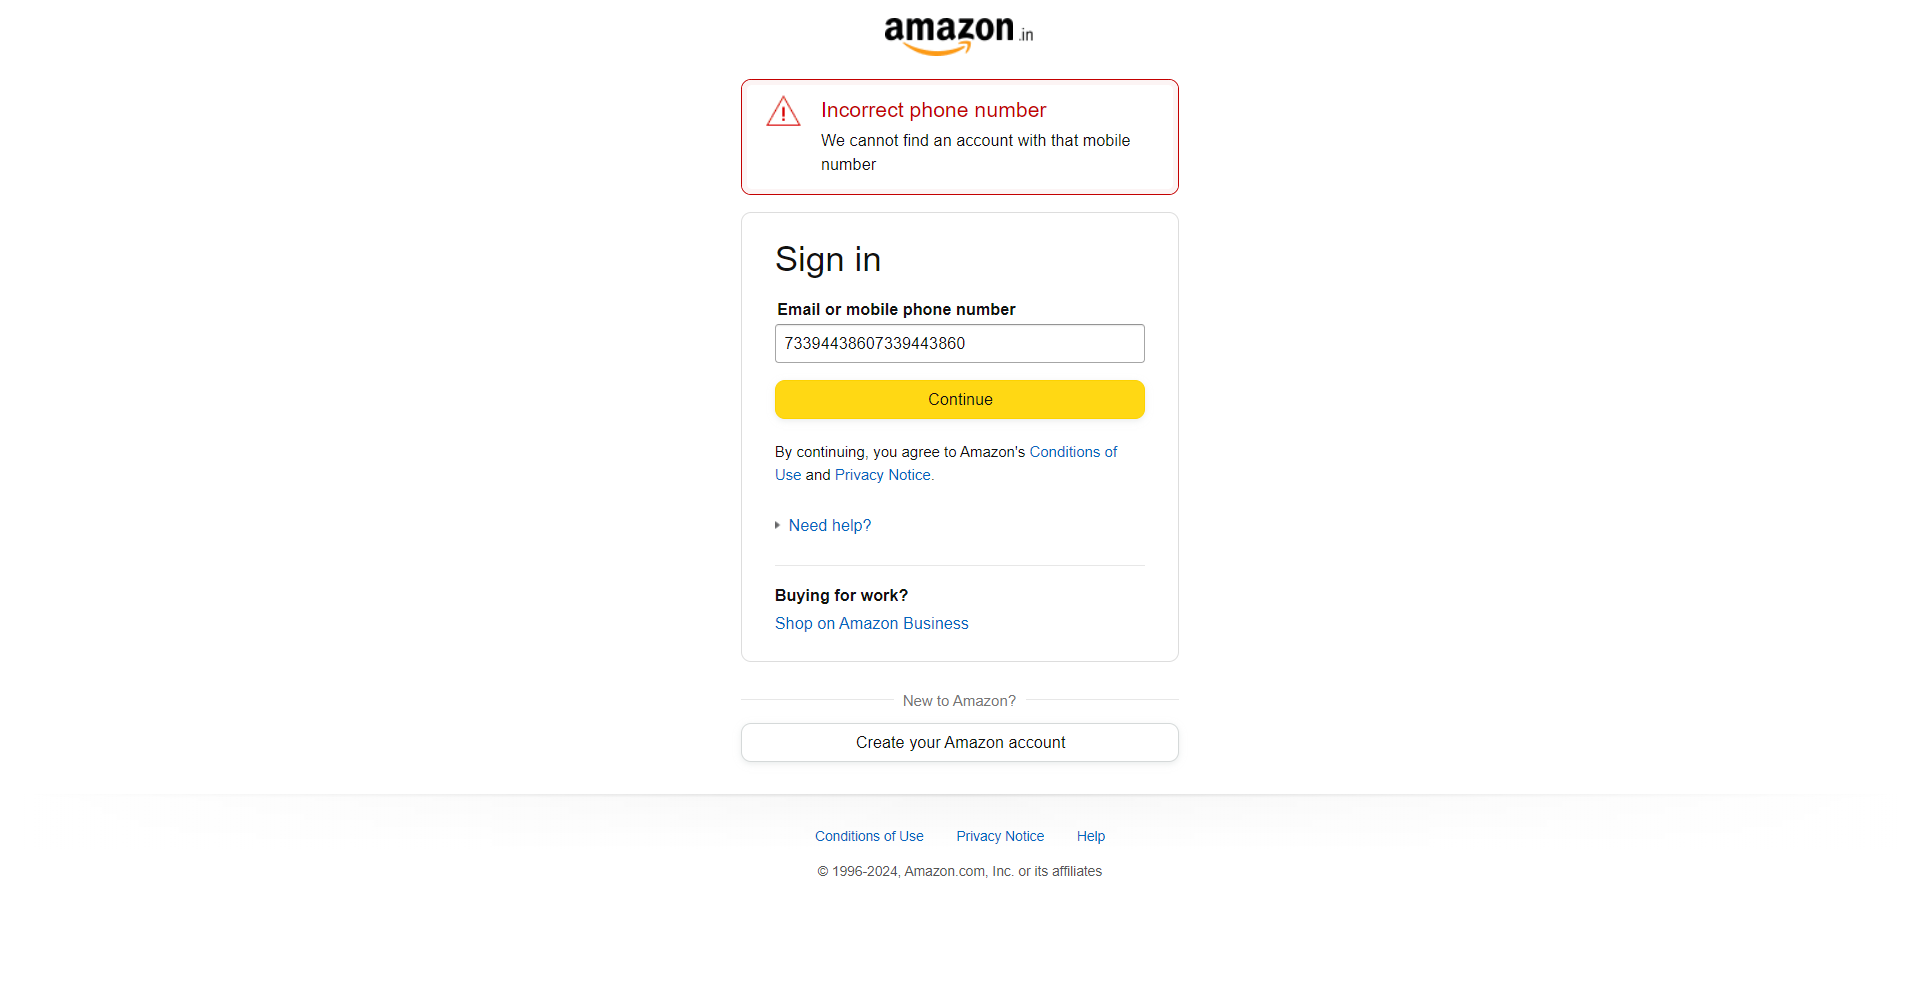 amazon.in
Incorrect phone number
We cannot find an account with that mobile
number
Sign in
Email or mobile phone number
73394438607339443860
Continue
By continuing, you agree to Amazon's Conditions of
Use and Privacy Notice.
Need help?
Buying for work?
Shop on Amazon Business
New to Amazon?
Create your Amazon account
Conditions of Use Privacy Notice Help
© 1996-2024, Amazon.com, Inc. or its affiliates